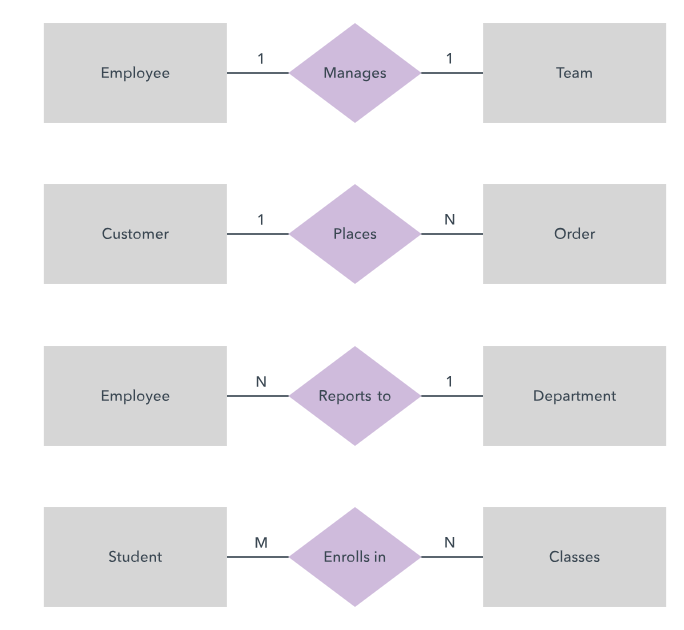 Employee 1 Manages 1 Team
Customer 1 Places N Order
Employee N Reports to 1 Department
Student M Enrolls in N Classes